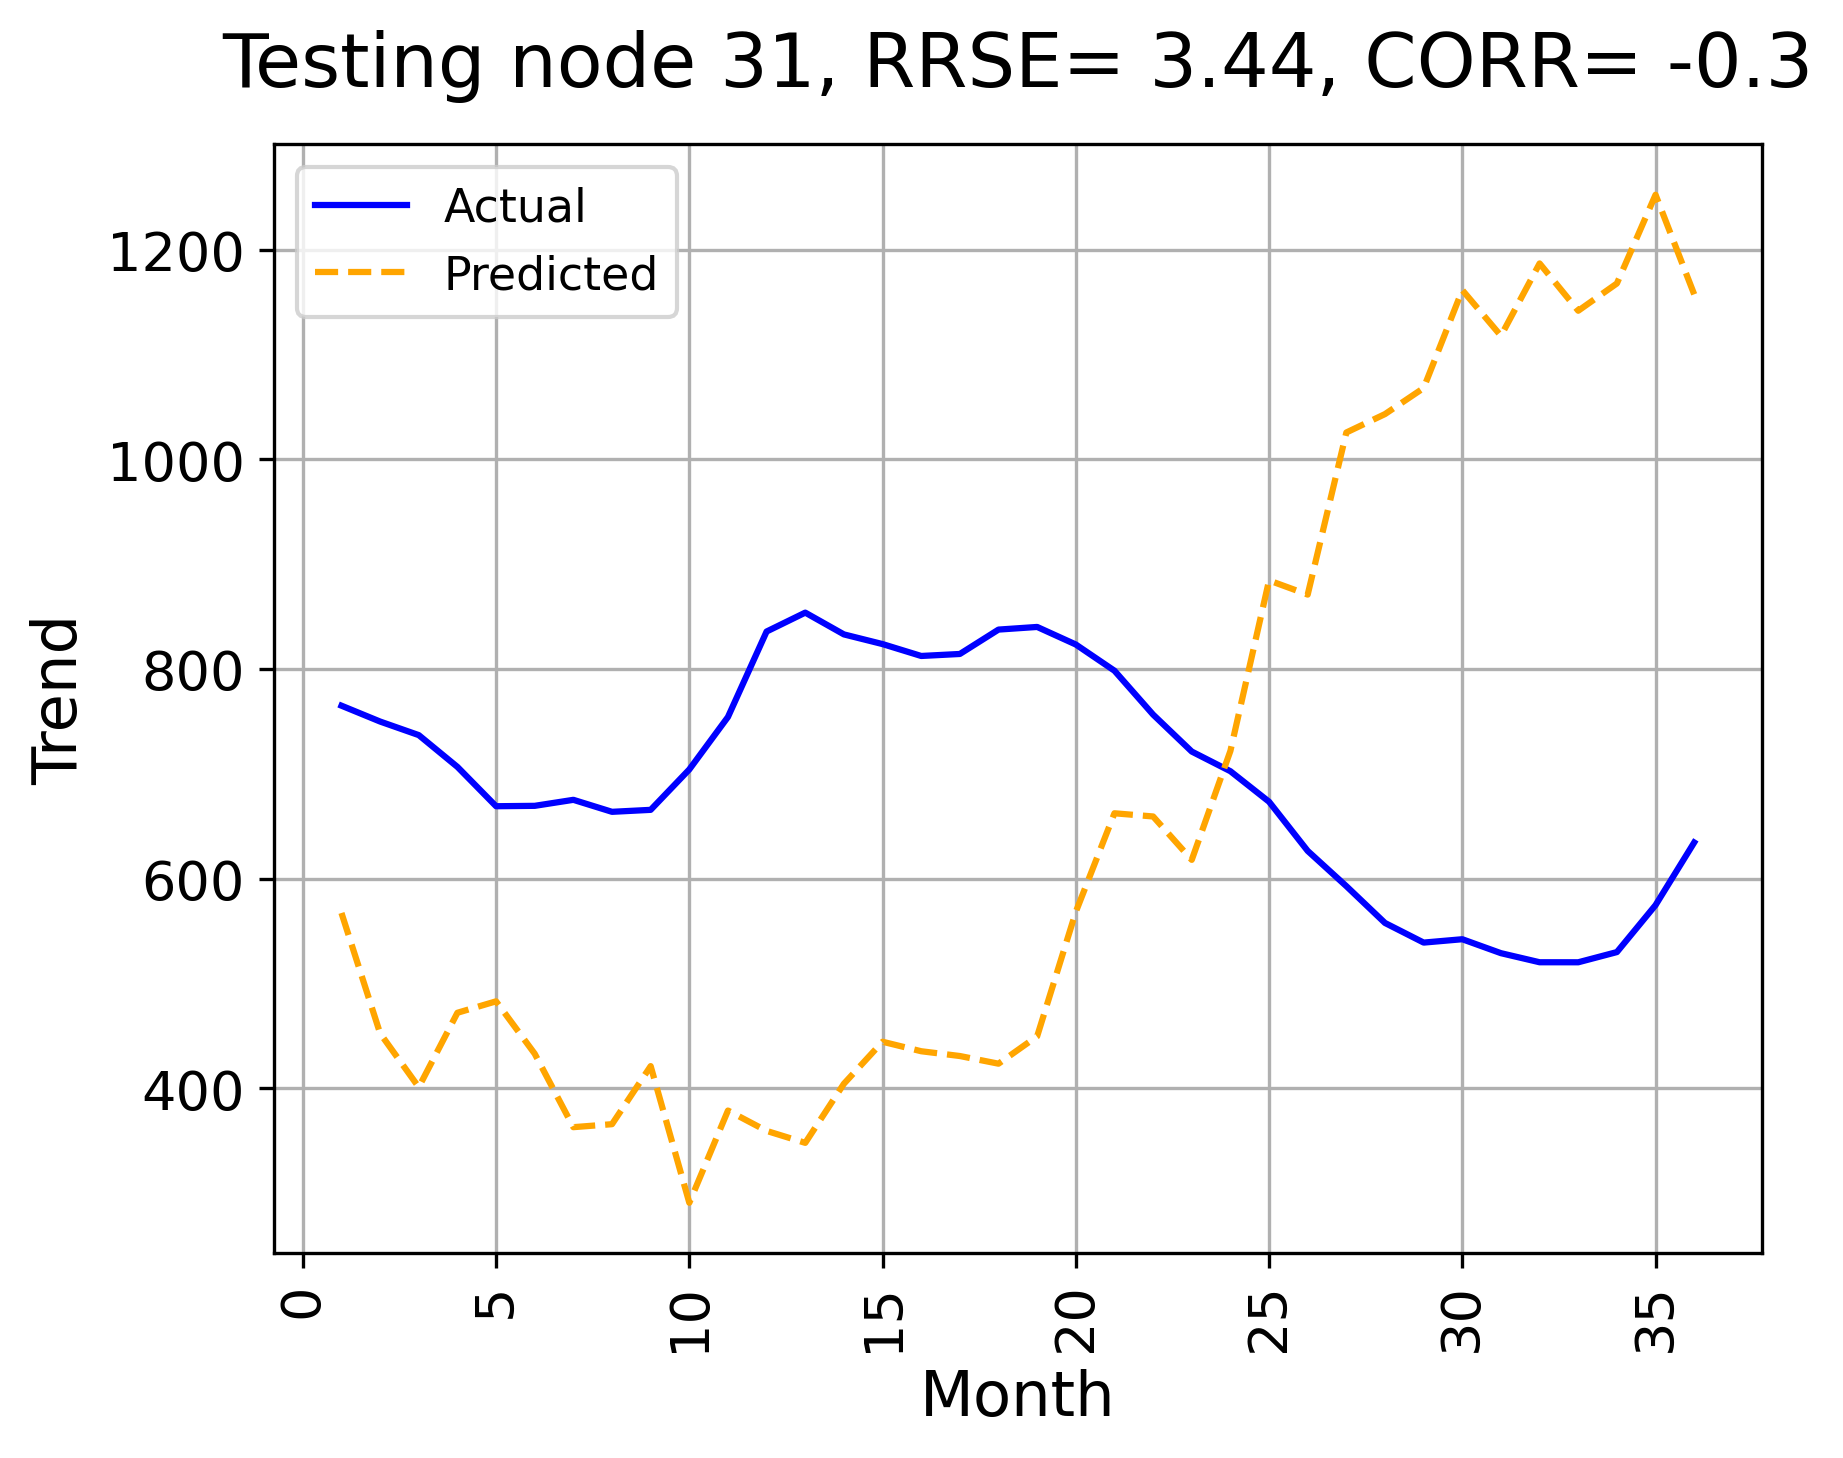 Testing node 31, RRSE= 3.44, CORR= -0.3
Actual
Predicted
1200
1000
800
600
400
Trend
0
5
10
15
20
25
30
35
Month